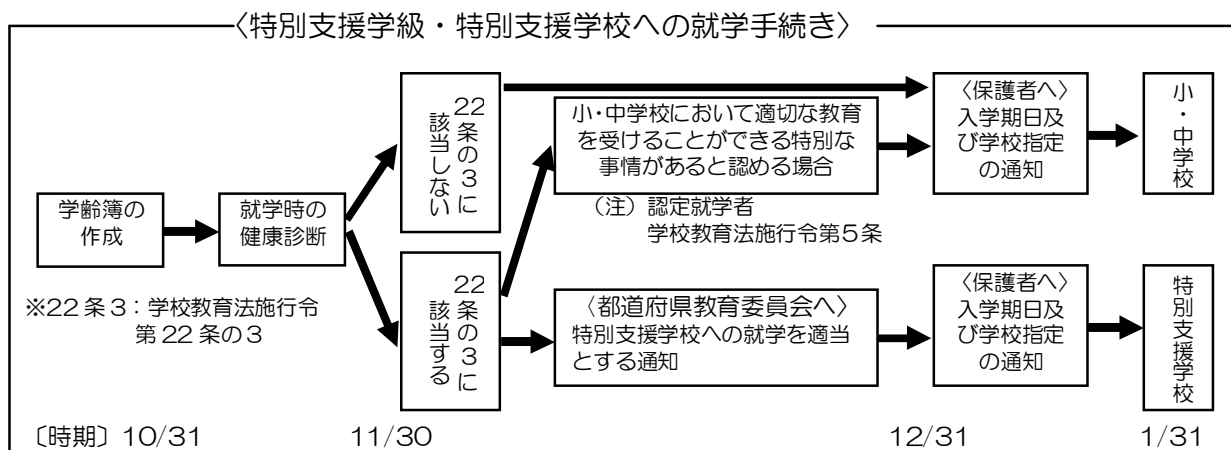 〈特別支援学級・特別支援学校への就学手続き〉
学齢簿の
作成
就学時の
健康診断
※22条3:学校教育法施行令
第22条の3
22条の3に
該当しない
22条の3に
該当する
小・中学校において適切な教育
を受けることができる特別な
事情があると認める場合
(注)認定就学者
学校教育法施行令第5条
〈都道府県教育委員会へ〉
特別支援学校への就学を適当
とする通知
〈保護者へ〉
入学期日及
び学校指定
の通知
小・中学校
〈保護者へ〉
入学期日及
び学校指定
の通知
特別支援学校
〔時期〕10/31
11/30
12/31
1/31